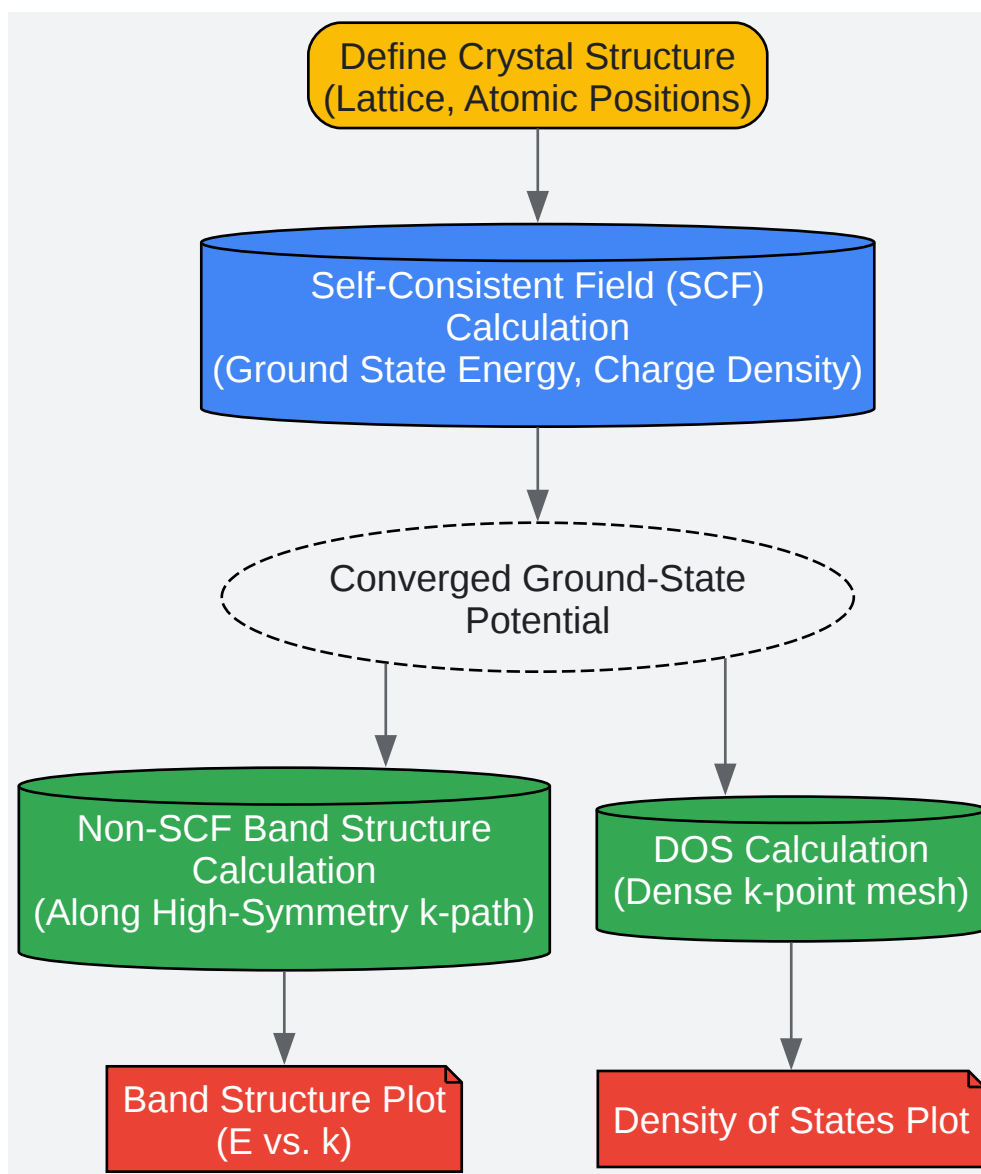 Define Crystal Structure
(Lattice, Atomic Positions)
Self-Consistent Field (SCF)
Calculation
(Ground State Energy, Charge Density)
Converged Ground-State
Potential
Non-SCF Band Structure
Calculation
(Along High-Symmetry k-path)
DOS Calculation
(Dense k-point mesh)
Band Structure Plot
(E vs. k)
Density of States Plot